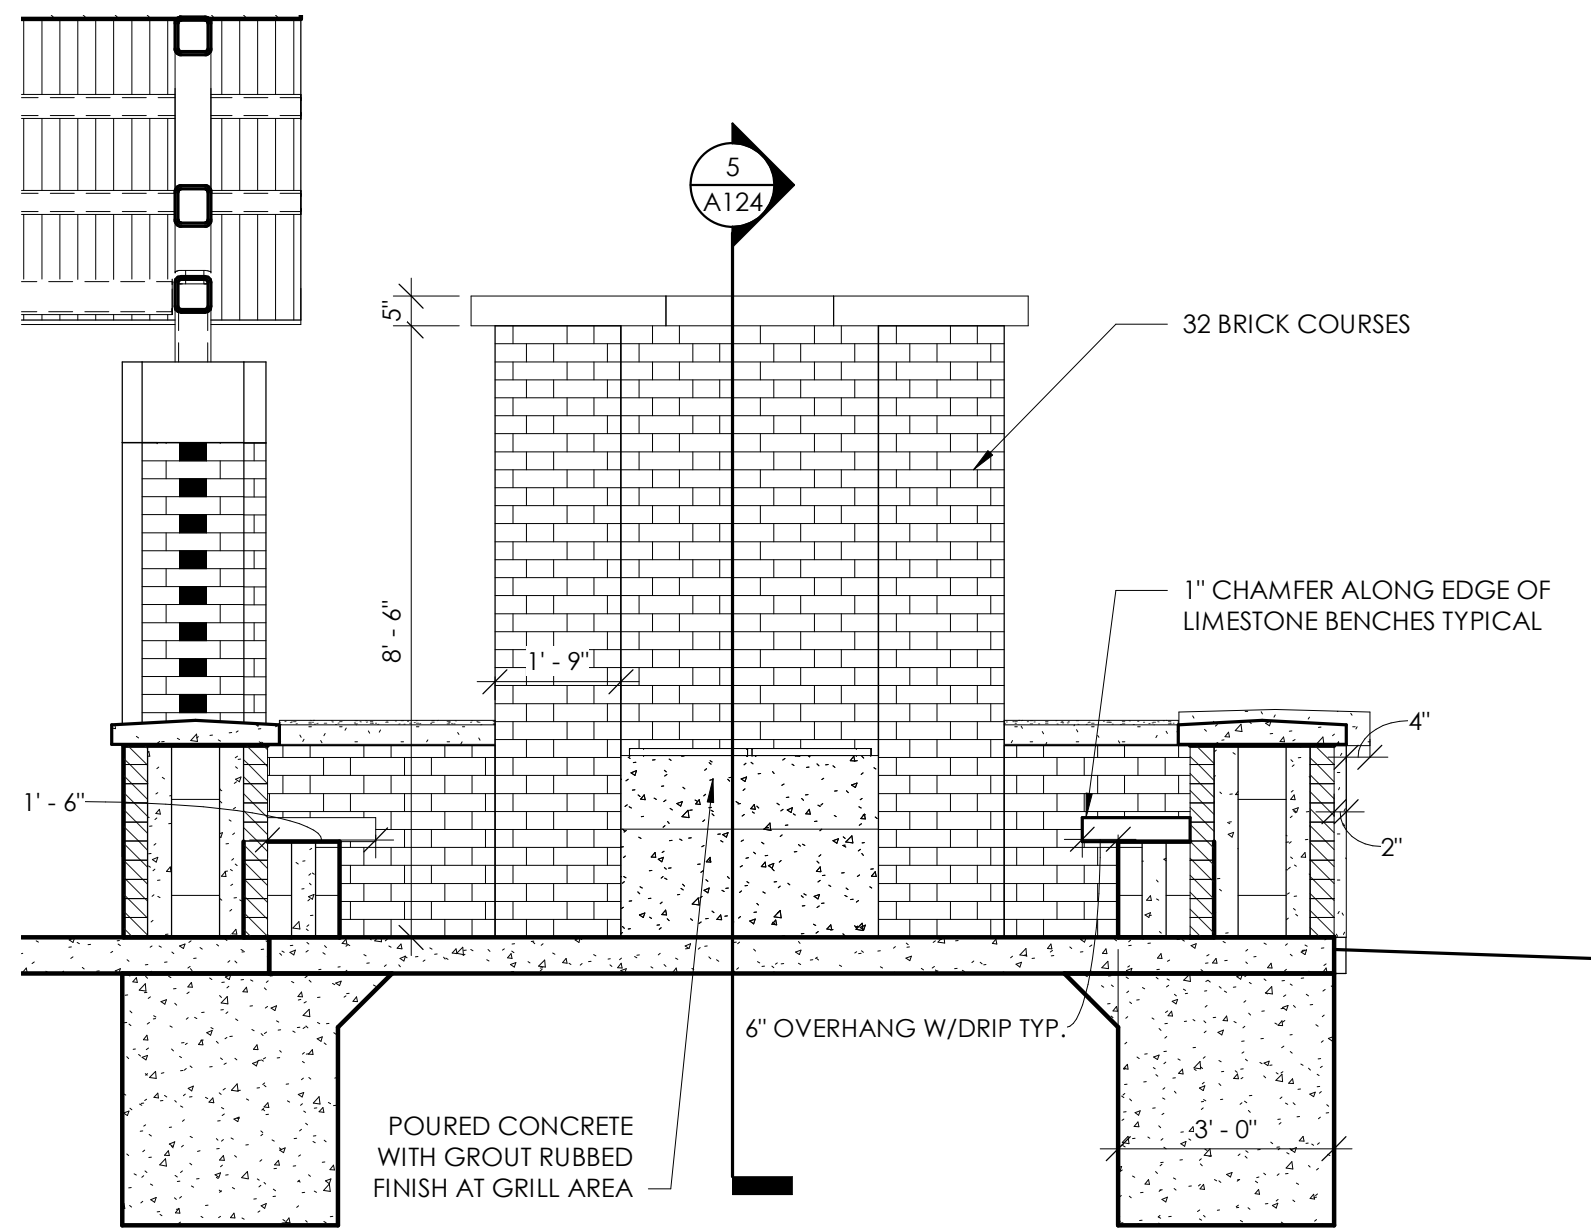 5
A124
5"
32 BRICK COURSES
8' - 6"
1" CHAMFER ALONG EDGE OF
LIMESTONE BENCHES TYPICAL
1' - 9"
4"
1' - 6"
2"
6" OVERHANG W/DRIP TYP.
POURED CONCRETE
WITH GROUT RUBBED
FINISH AT GRILL AREA
3' - 0"